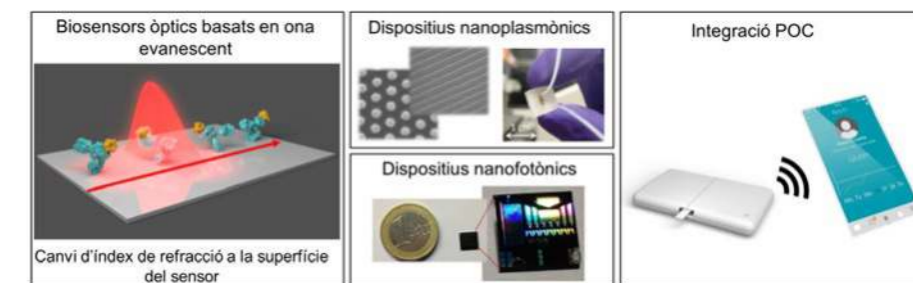 Biosensors òptics basats en ona
evanescent
Canvi d'índex de refracció a la superfície
del sensor
Dispositius nanoplasmònics
Dispositius nanofotònics
Integració POC